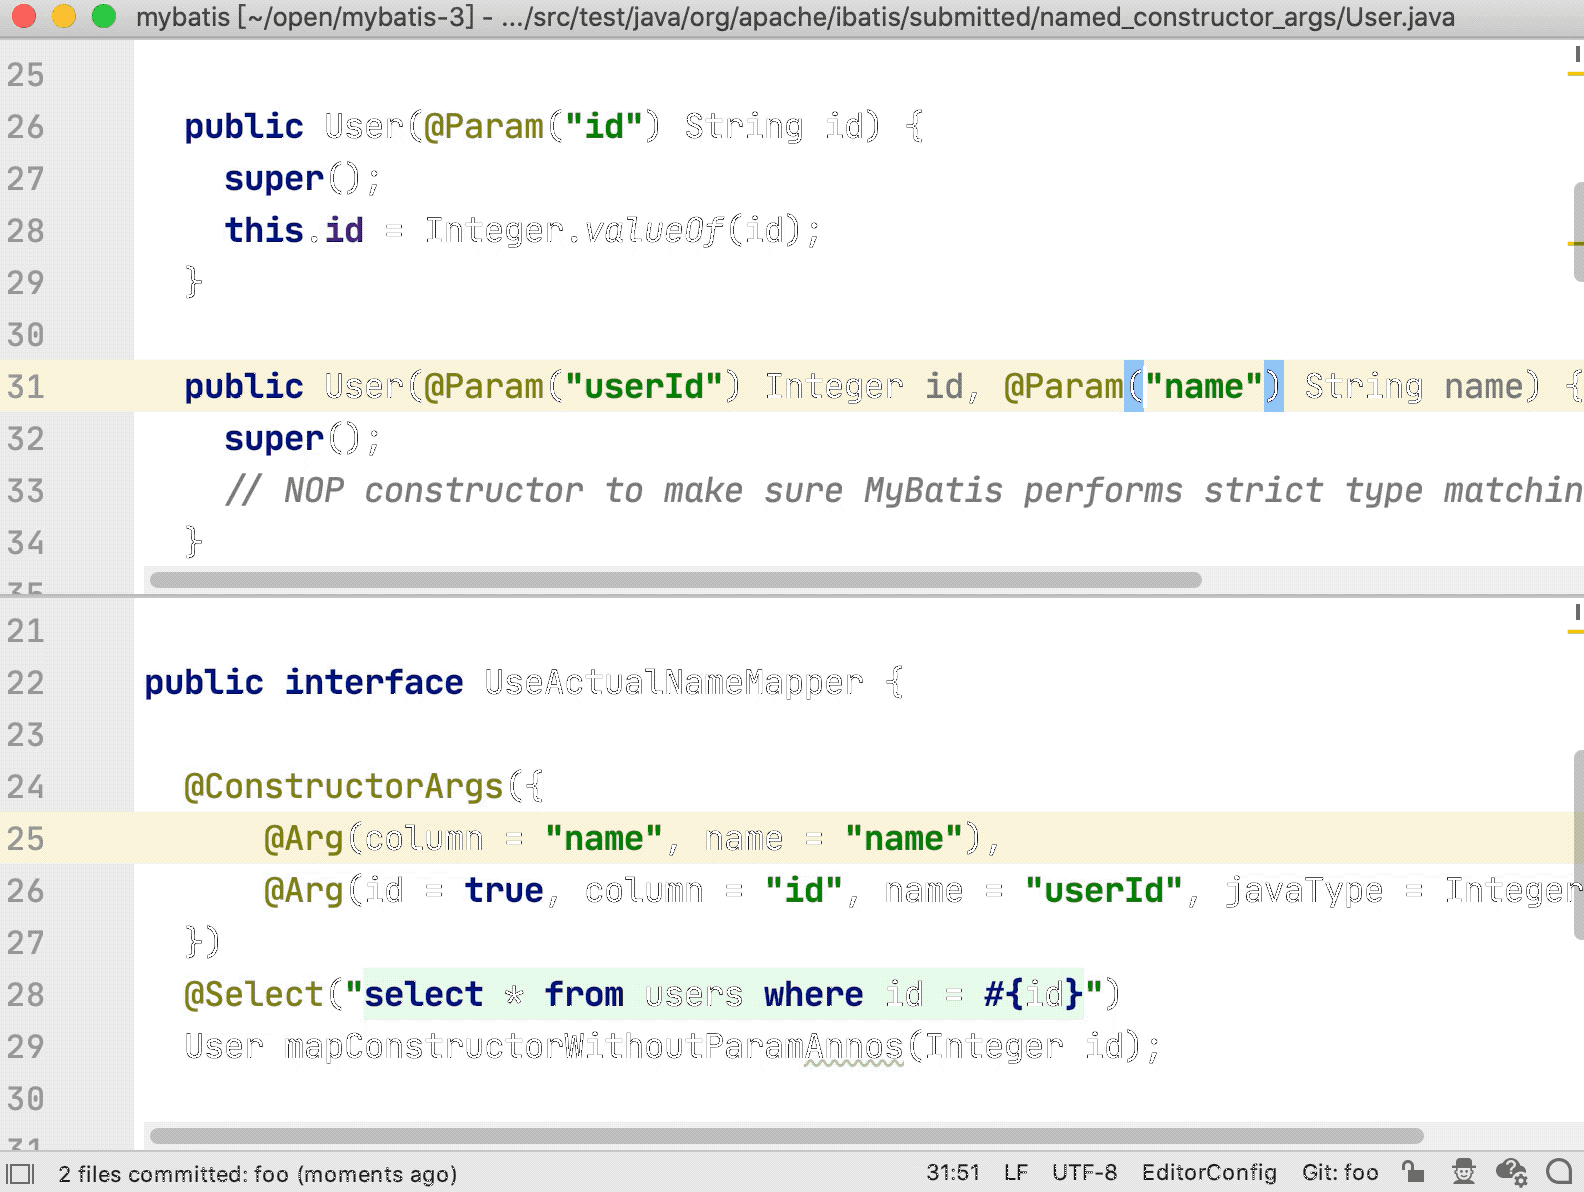 mybatis [~/open/mybatis-3] - .../src/test/java/org/apache/ibatis/submitted/named_constructor_args/User.java
25
26 public User(@Param("id") String id) {
27 super();
28 this.id = Integer.valueOf(id);
29 }
30
31 public User(@Param("userId") Integer id, @Param("name") String name) {
32 super();
33 // NOP constructor to make sure MyBatis performs strict type matchin
34 }
35
21
22 public interface UseActualNameMapper {
23
24 @ConstructorArgs({
25 @Arg(column = "name", name = "name"),
26 @Arg(id = true, column = "id", name = "userId", javaType = Integer
27 })
28 @Select("select * from users where id = #{id}")
29 User mapConstructorWithoutParamAnnos(Integer id);
30
31
2 files committed: foo (moments ago) 31:51 LF UTF-8 EditorConfig Git: foo